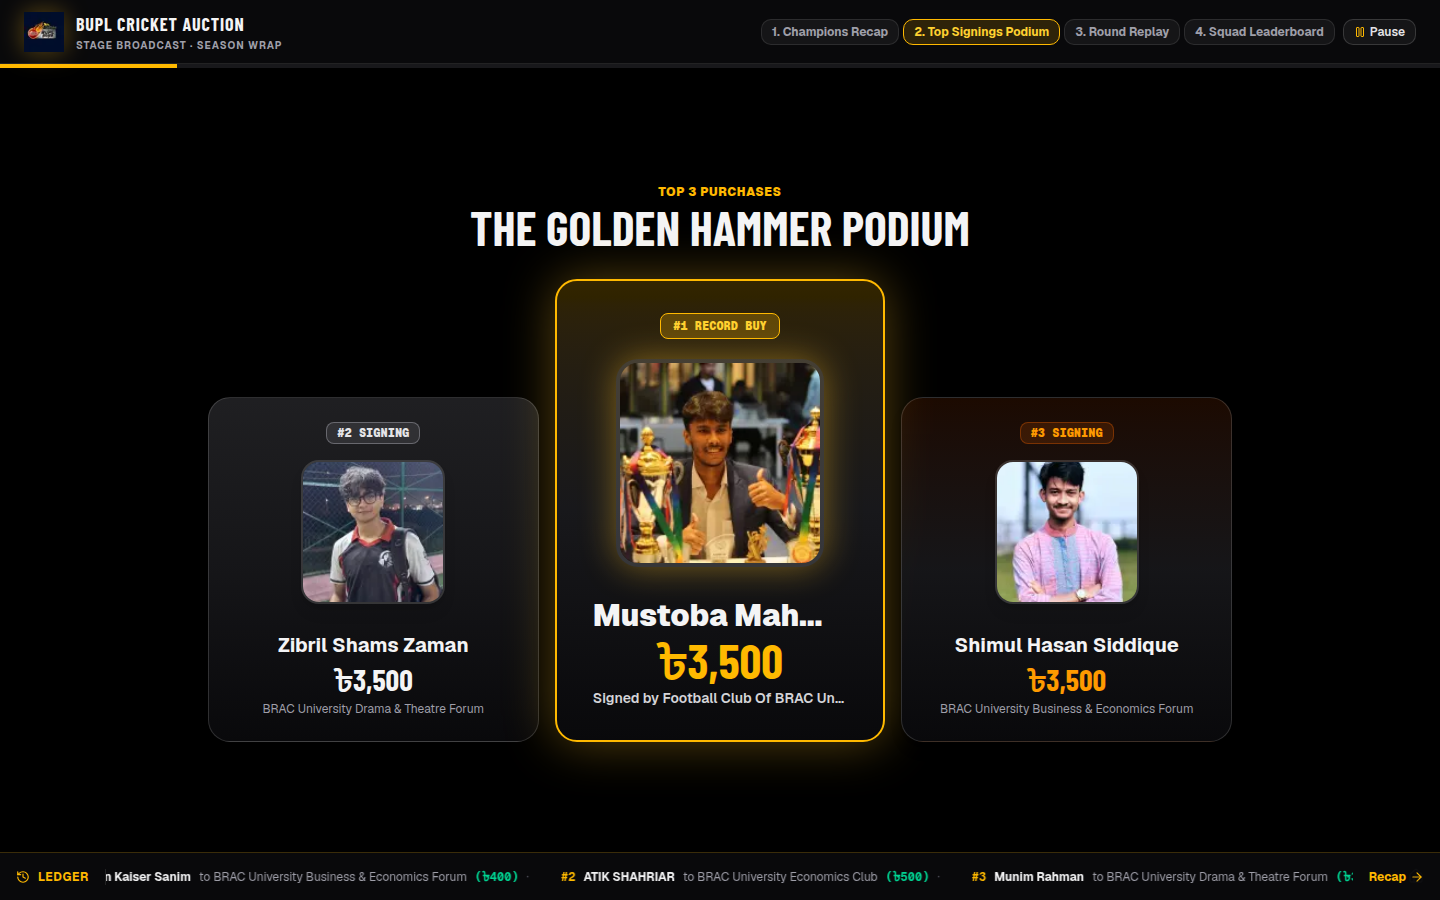 BUPL CRICKET AUCTION
STAGE BROADCAST · SEASON WRAP
1. Champions Recap
2. Top Signings Podium
3. Round Replay
4. Squad Leaderboard
Pause
TOP 3 PURCHASES
THE GOLDEN HAMMER PODIUM
#1 RECORD BUY
Mustoba Mah...
৳3,500
Signed by Football Club Of BRAC Un...
#2 SIGNING
Zibril Shams Zaman
৳3,500
BRAC University Drama & Theatre Forum
#3 SIGNING
Shimul Hasan Siddique
৳3,500
BRAC University Business & Economics Forum
LEDGER
n Kaiser Sanim to BRAC University Business & Economics Forum (৳400) ·
#2 ATIK SHAHRIAR to BRAC University Economics Club (৳500) ·
#3 Munim Rahman to BRAC University Drama & Theatre Forum
Recap →